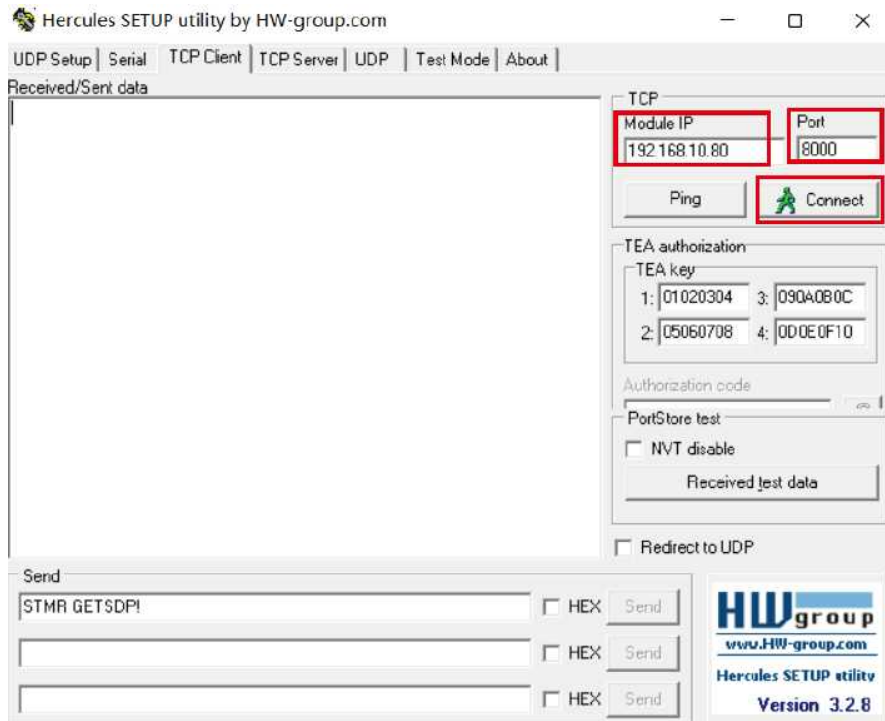 Hercules SETUP utility by HW-group.com
UDP Setup Serial TCP Client TCP Server UDP Test Mode About
Received/Sent data
TCP
Module IP Port
192.168.10.80 8000
Ping Connect
TEA authorization
TEA key
1: 01020304 3: 090A0B0C
2: 05060708 4: 0D0E0F10
Authorization code
PortStore test
NVT disable
Received test data
Redirect to UDP
Send
STMR GETSDP!
HEX Send
HEX Send
HEX Send
HW group
www.HW-group.com
Hercules SETUP utility
Version 3.2.8